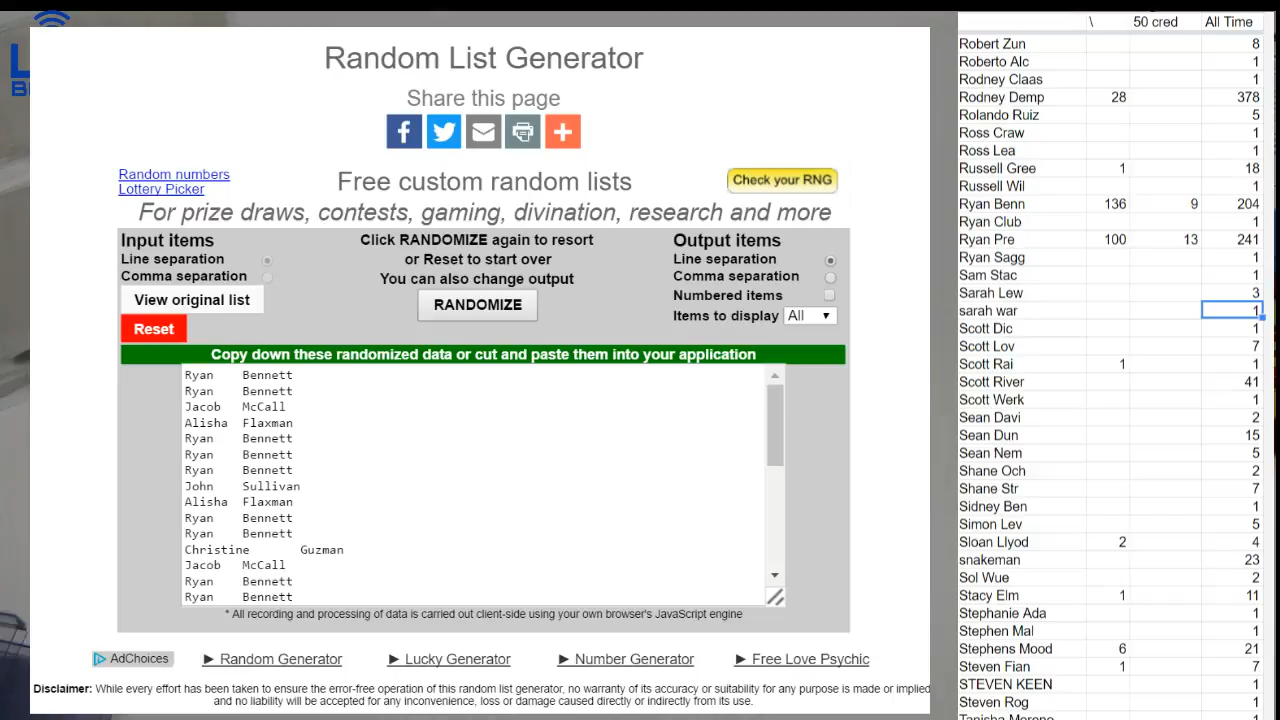 Random List Generator
Share this page
Random numbers
Lottery Picker
Free custom random lists
Check your RNG
For prize draws, contests, gaming, divination, research and more
Input items
Line separation
Comma separation
View original list
Reset
Click RANDOMIZE again to resort
or Reset to start over
You can also change output
RANDOMIZE
Output items
Line separation
Comma separation
Numbered items
Items to display All
Copy down these randomized data or cut and paste them into your application
Ryan Bennett
Ryan Bennett
Jacob McCall
Alisha Flaxman
Ryan Bennett
Ryan Bennett
Ryan Bennett
John Sullivan
Alisha Flaxman
Ryan Bennett
Ryan Bennett
Christine Guzman
Jacob McCall
Ryan Bennett
Ryan Bennett
* All recording and processing of data is carried out client-side using your own browser's JavaScript engine
AdChoices
► Random Generator
► Lucky Generator
► Number Generator
► Free Love Psychic
Disclaimer: While every effort has been taken to ensure the error-free operation of this random list generator, no warranty of its accuracy or suitability for any purpose is made or implied
and no liability will be accepted for any inconvenience, loss or damage caused directly or indirectly from its use.
\ 50 cred All Time
Robert Zun 8
Roberto Alc 1
Rodney Claas 1
Rodney Demp 28 378
Rolando Ruiz 5
Ross Craw 1
Ross Lea 1
Russell Gree 1 18
Russell Wil 1
Ryan Benn 136 9 204
Ryan Club 1
Ryan Pre 100 13 241
Ryan Sagg 1
Sam Stac 1
Sarah Lew 3
sarah war 1
Scott Dic 1
Scott Lov 7
Scott Rai 1 1
Scott River 41
Scott Werk 1
Sean Davi 2
Sean Dun 15
Sean Nem 5
Shane Och 2
Shane Str 7
Sidney Ben 1
Simon Lev 5
Sloan Llyod 2 4
snakeman 23
Sol Wue 2
Stacy Elm 1 11
Stephanie Ada 1
Stephen Mal 1
Stephens Mood 6 21
Steven Fian 1 7
STEVEN KEEN 1
Steven Rog 1
Tanisha Moreno